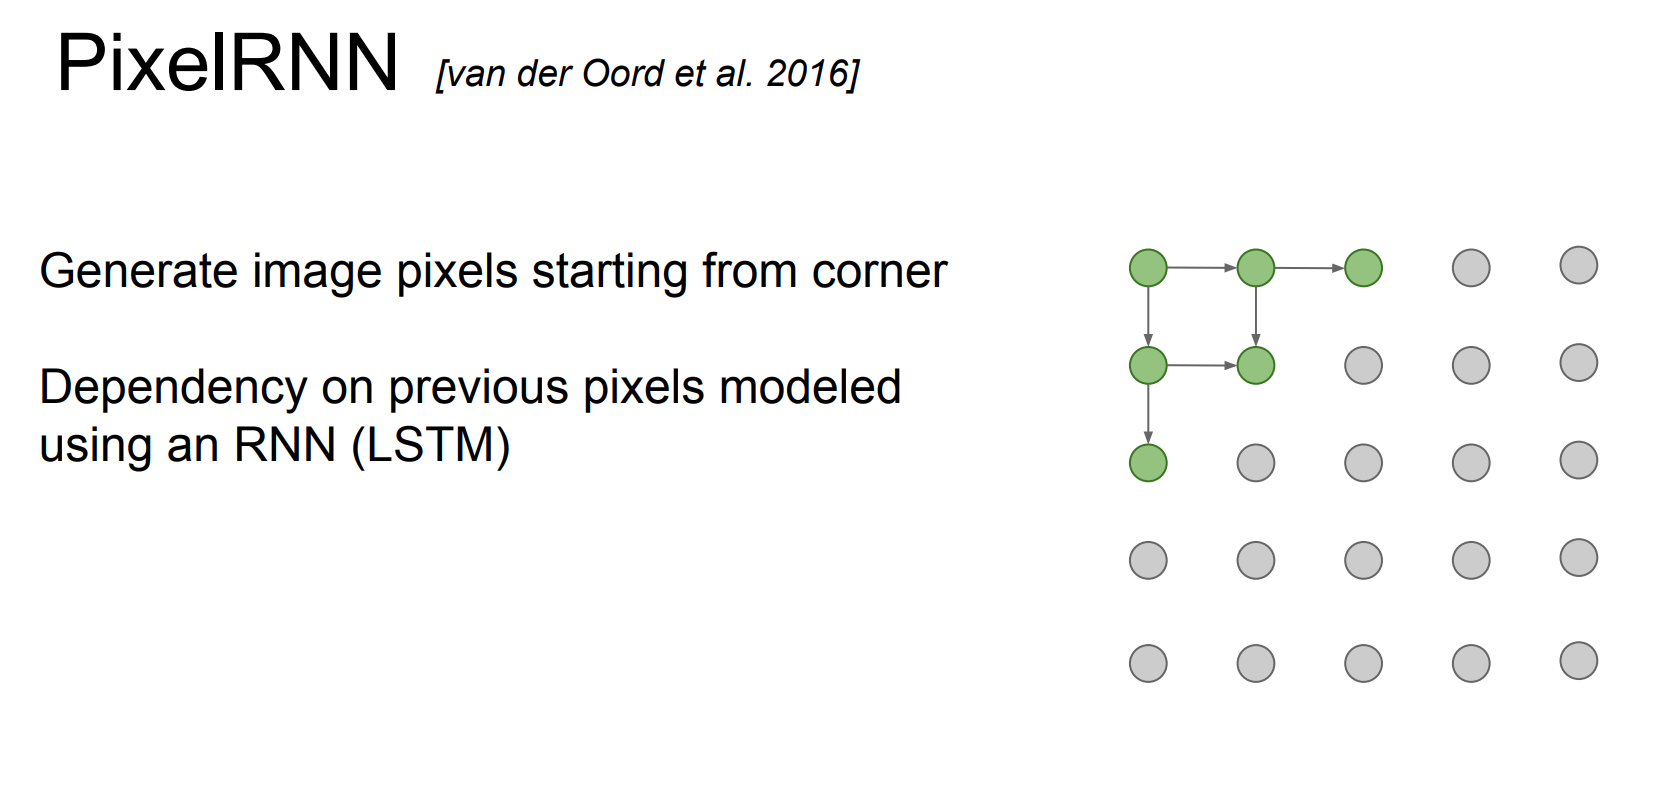 PixelRNN [van der Oord et al. 2016]
Generate image pixels starting from corner
Dependency on previous pixels modeled
using an RNN (LSTM)